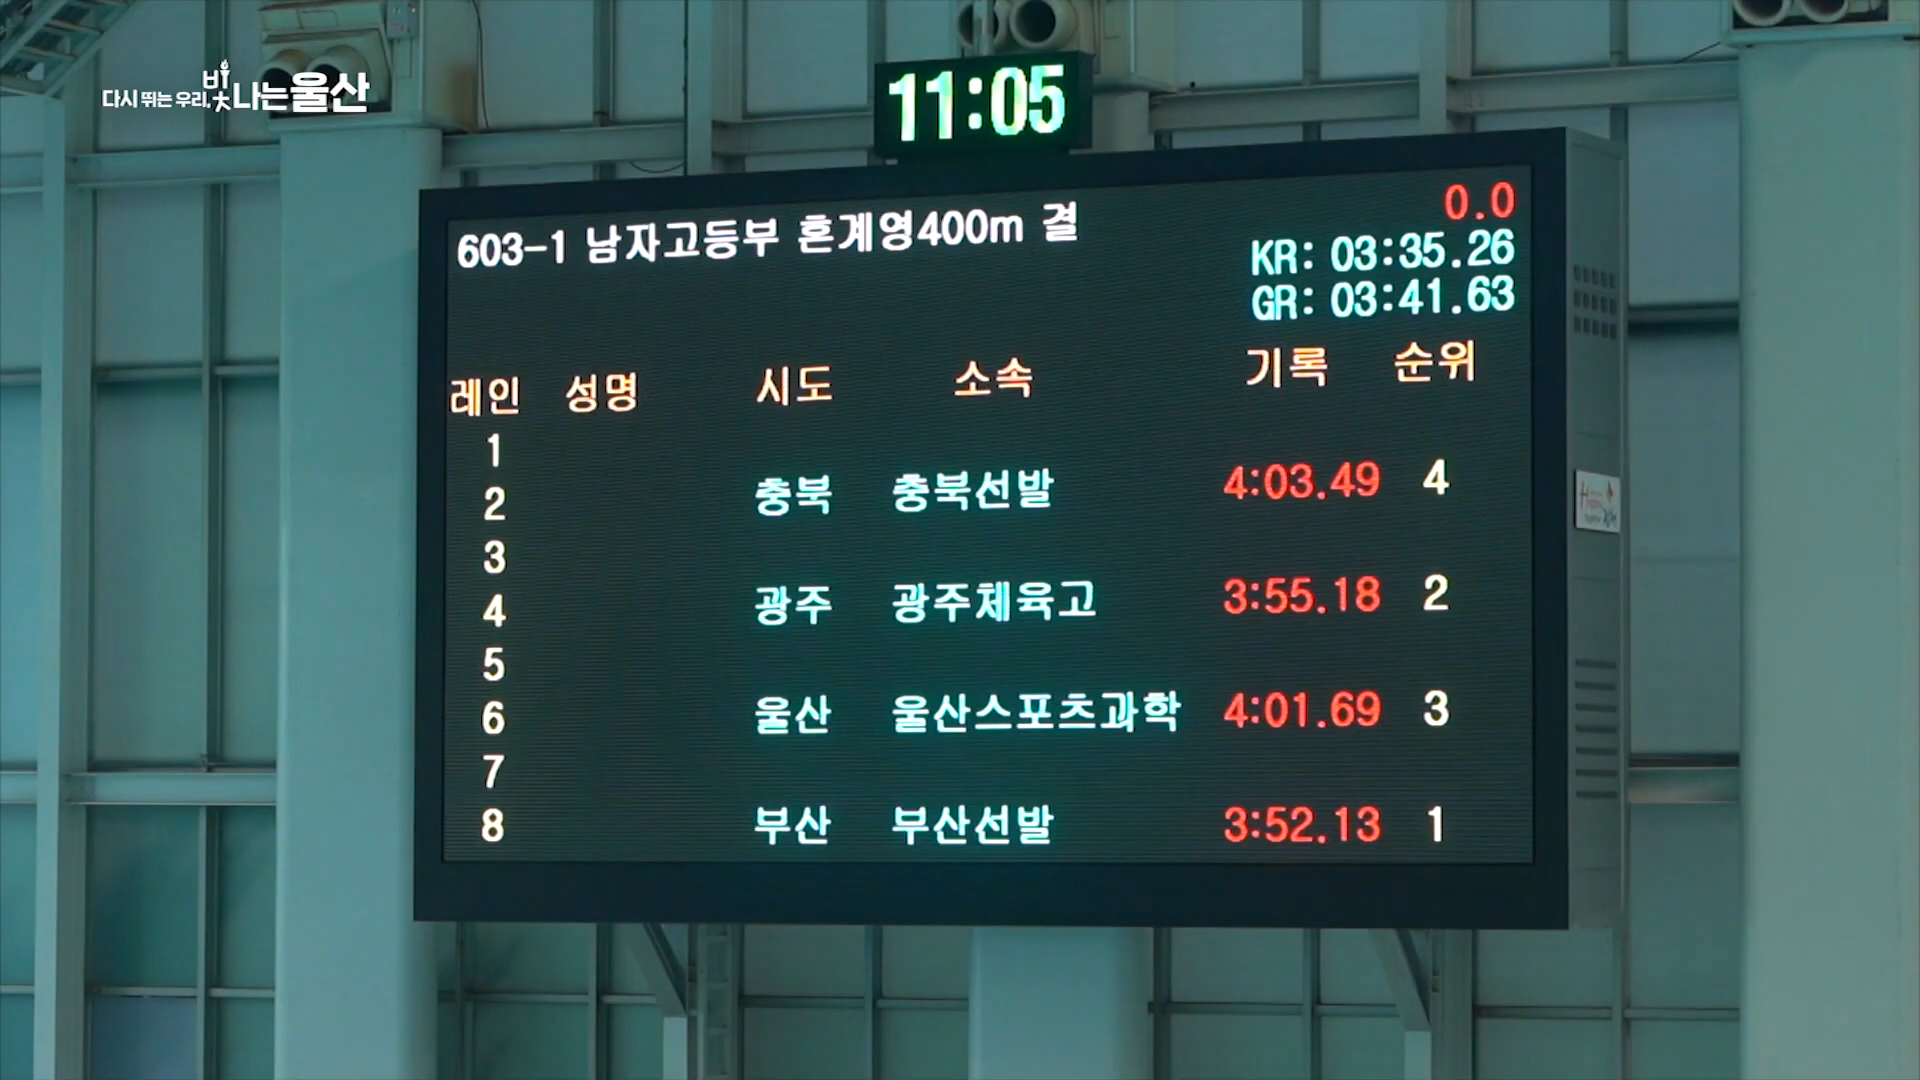 다시 뛰는 우리, 빛나는 울산
11:05
603-1 남자고등부 혼계영400m 결
0.0
KR: 03:35.26
GR: 03:41.63
레인 성명 시도 소속 기록 순위
1
2 충북 충북선발 4:03.49 4
3
4 광주 광주체육고 3:55.18 2
5
6 울산 울산스포츠과학 4:01.69 3
7
8 부산 부산선발 3:52.13 1